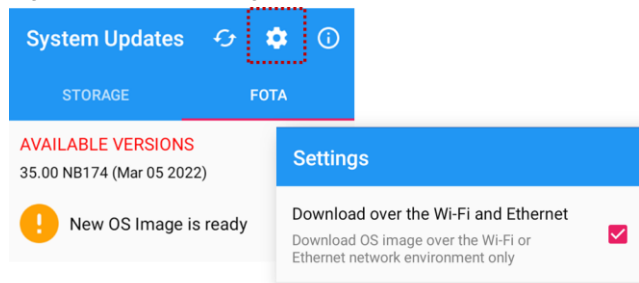 System Updates
STORAGE
FOTA
AVAILABLE VERSIONS
35.00 NB174 (Mar 05 2022)
New OS Image is ready
Settings
Download over the Wi-Fi and Ethernet
Download OS image over the Wi-Fi or
Ethernet network environment only